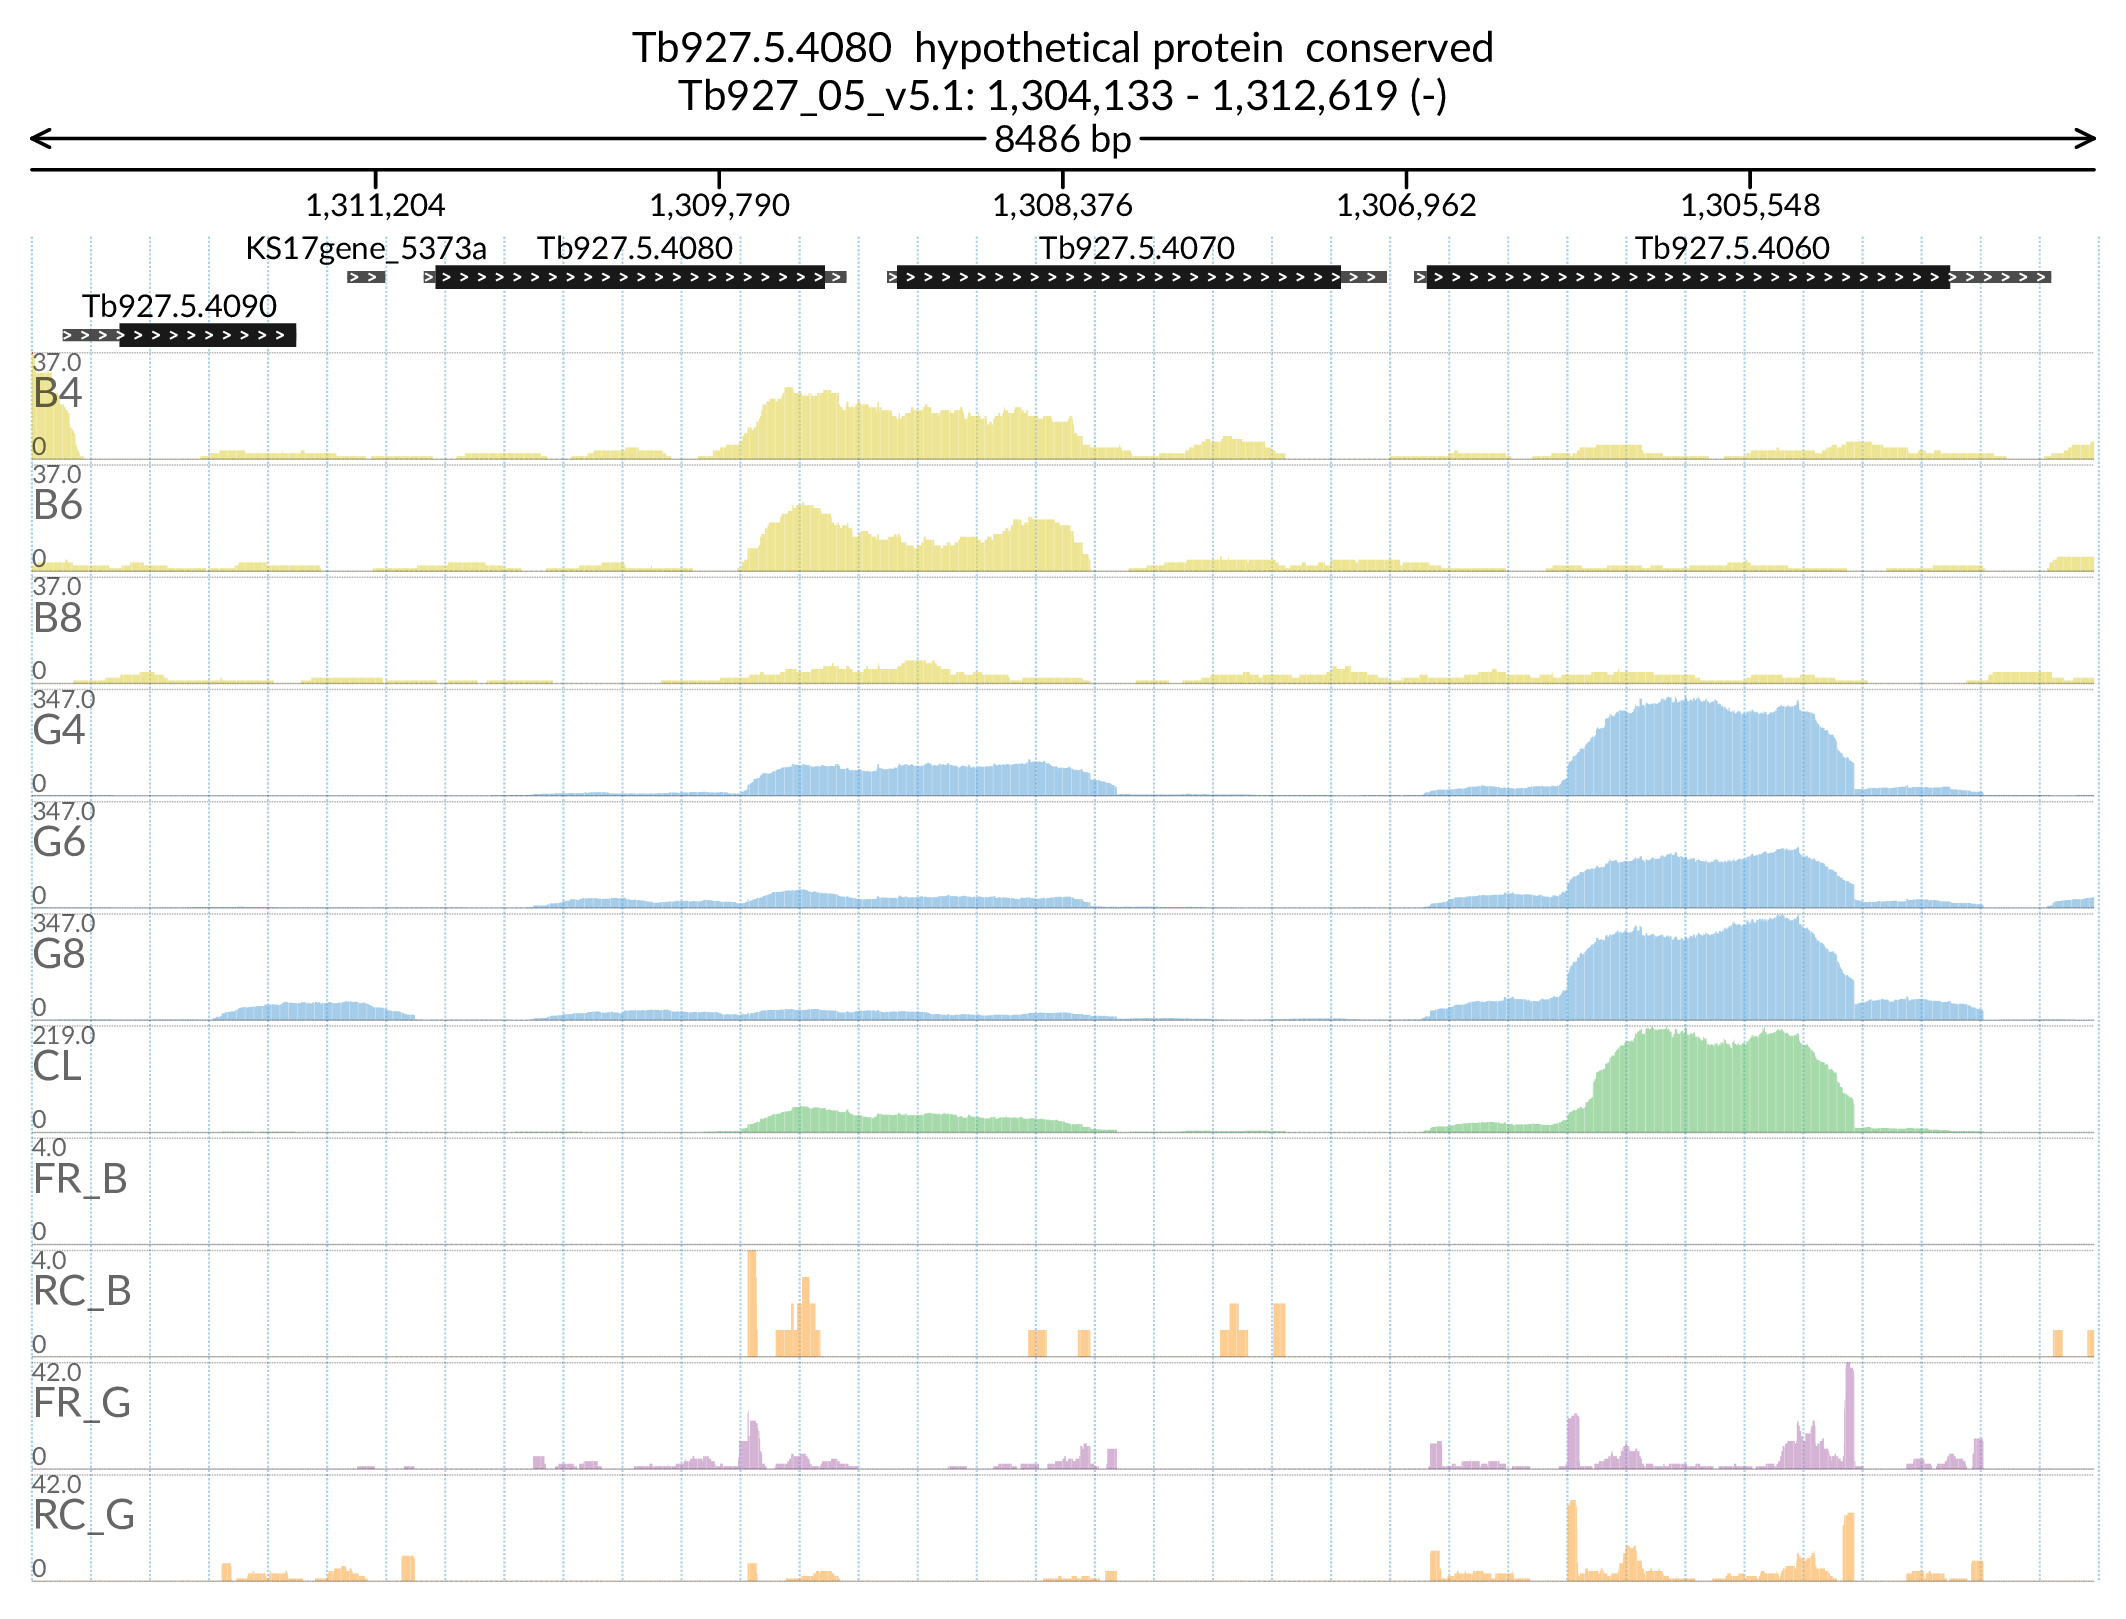 Tb927.5.4080  hypothetical protein  conserved
Tb927_05_v5.1: 1,304,133 - 1,312,619 (-)
8486 bp
1,311,204 1,309,790 1,308,376 1,306,962 1,305,548
KS17gene_5373a Tb927.5.4080 Tb927.5.4070 Tb927.5.4060
Tb927.5.4090
37.0
B4
0
37.0
B6
0
37.0
B8
0
347.0
G4
0
347.0
G6
0
347.0
G8
0
219.0
CL
0
4.0
FR_B
0
4.0
RC_B
0
42.0
FR_G
0
42.0
RC_G
0